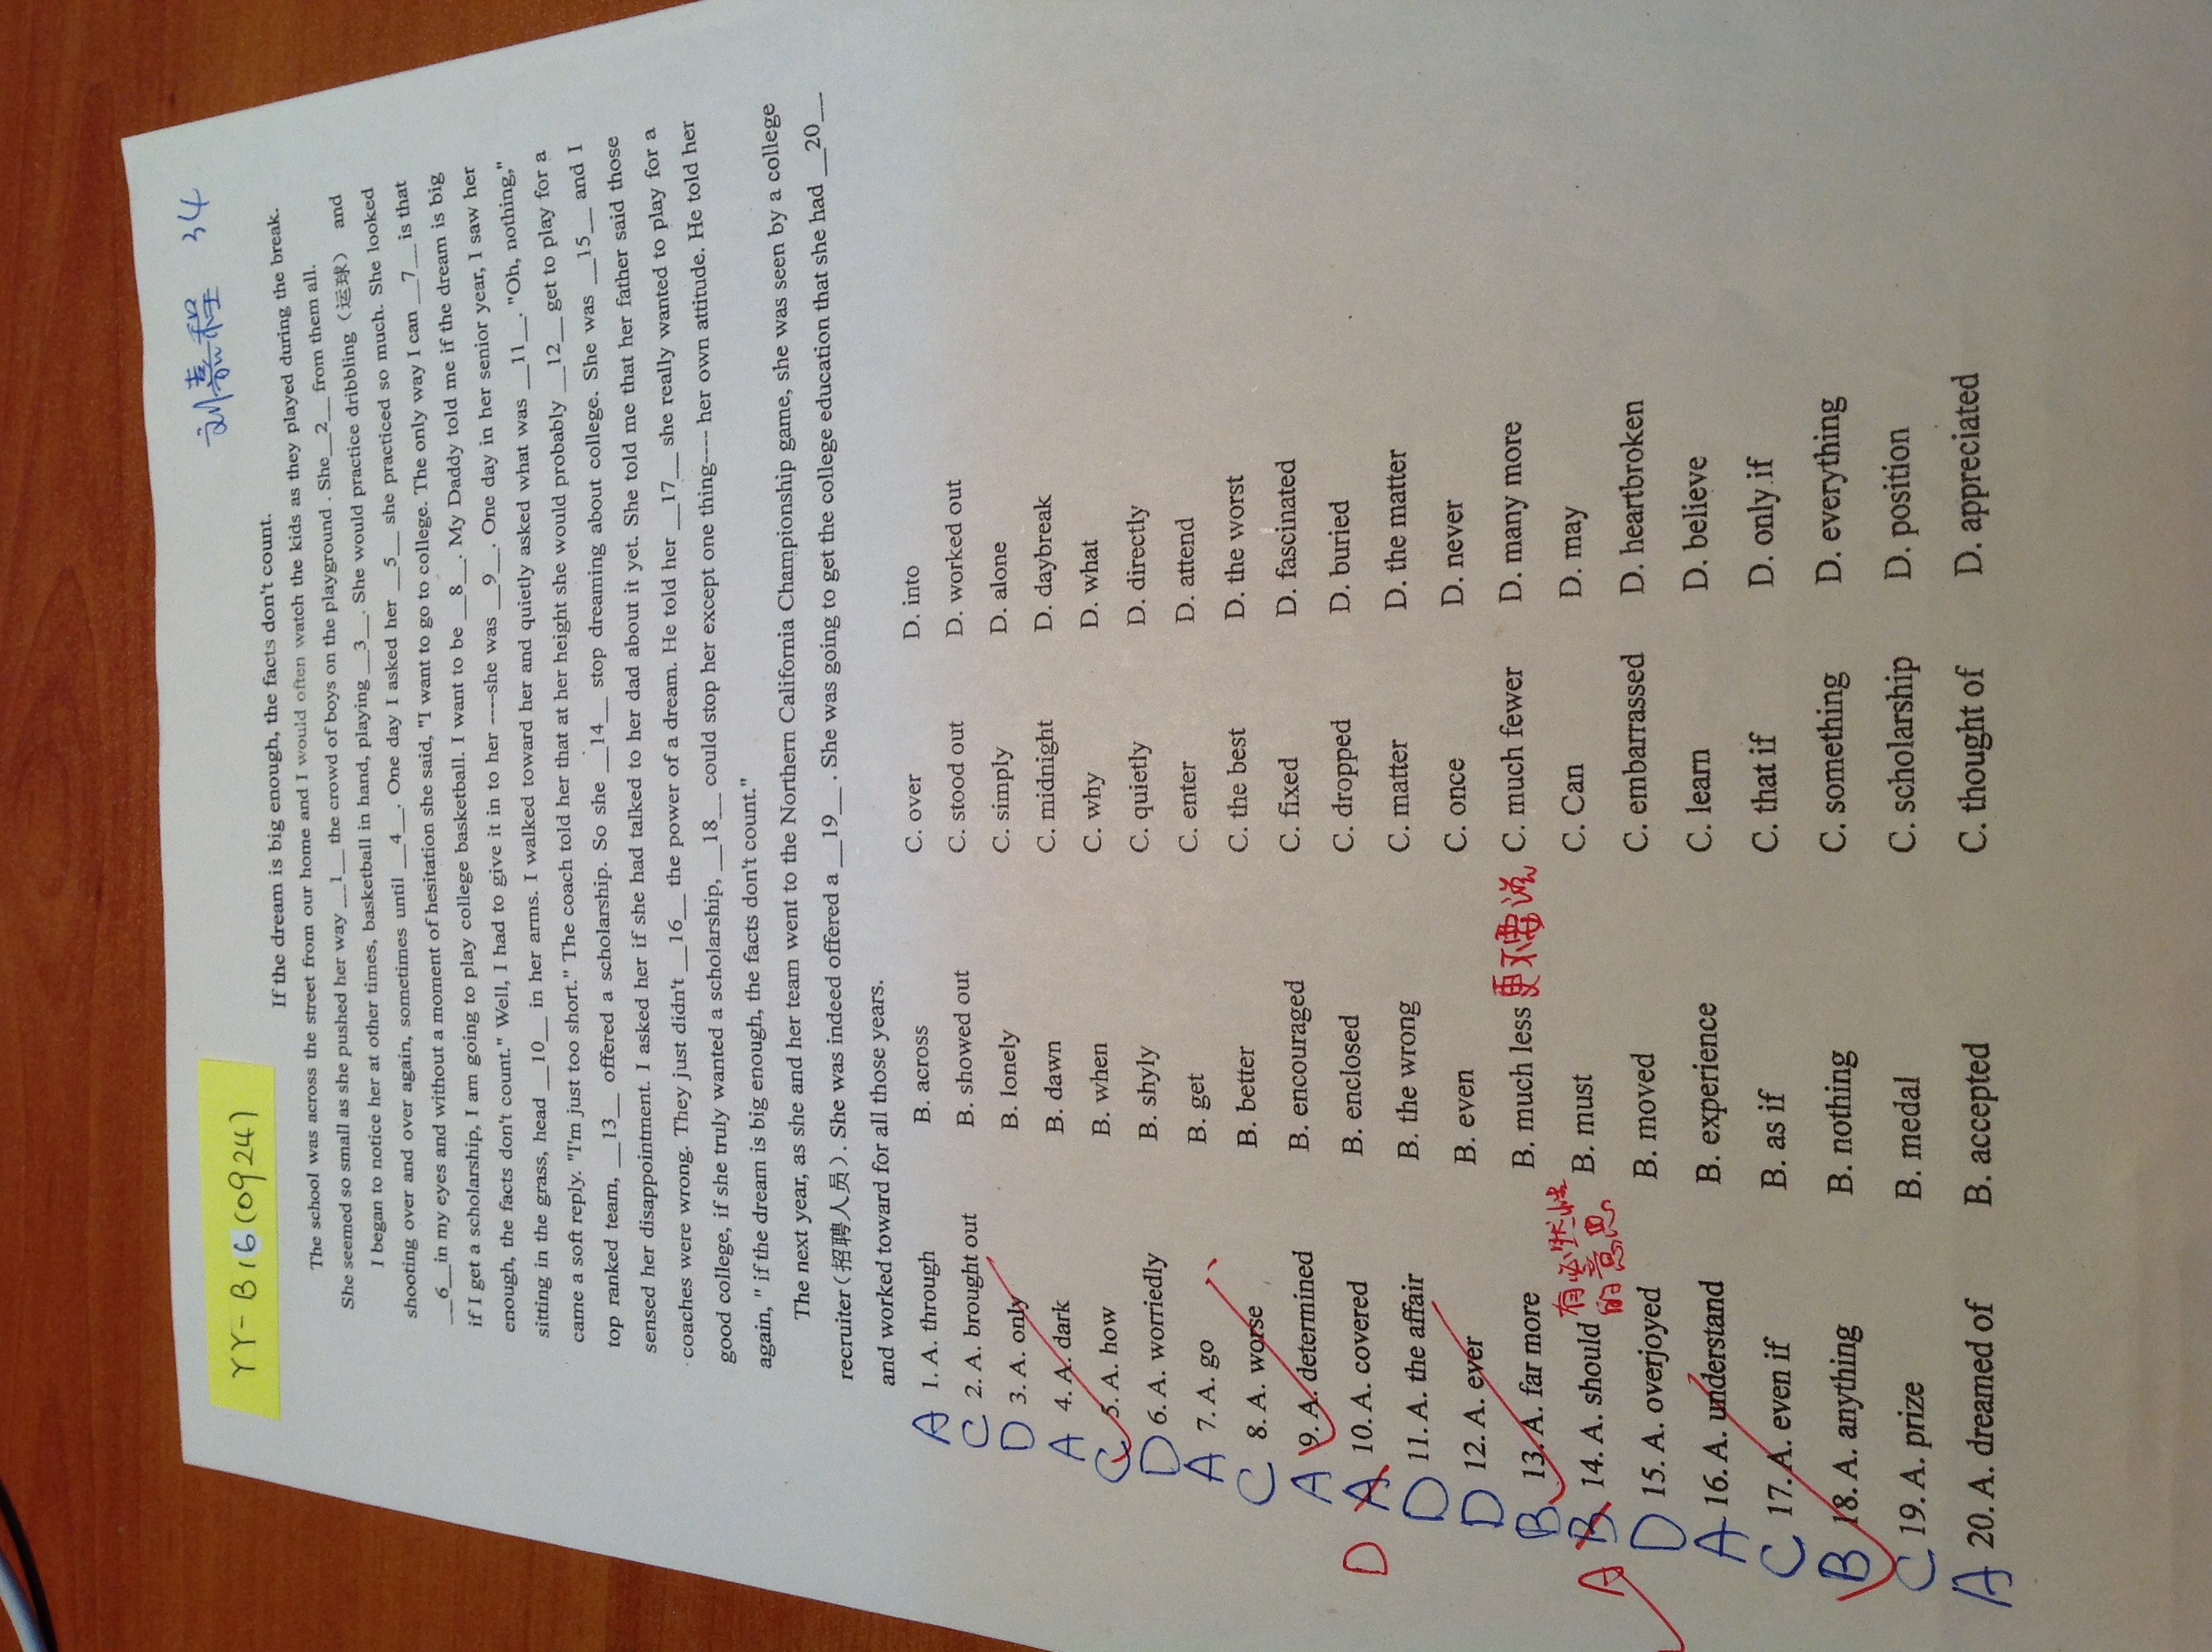 刘嘉程 34
YY-B16(0924)
If the dream is big enough, the facts don't count.
The school was across the street from our home and I would often watch the kids as they played during the break.
She seemed so small as she pushed her way __1__ the crowd of boys on the playground . She__2__ from them all.
I began to notice her at other times, basketball in hand, playing __3__. She would practice dribbling（运球） and
shooting over and over again, sometimes until __4__. One day I asked her __5__ she practiced so much. She looked
__6__in my eyes and without a moment of hesitation she said, "I want to go to college. The only way I can __7__ is that
if I get a scholarship, I am going to play college basketball. I want to be __8__. My Daddy told me if the dream is big
enough, the facts don't count." Well, I had to give it in to her ----she was __9__. One day in her senior year, I saw her
sitting in the grass, head __10__ in her arms. I walked toward her and quietly asked what was __11__. "Oh, nothing,"
came a soft reply. "I'm just too short." The coach told her that at her height she would probably __12__ get to play for a
top ranked team, __13__ offered a scholarship. So she __14__ stop dreaming about college. She was __15__ and I
sensed her disappointment. I asked her if she had talked to her dad about it yet. She told me that her father said those
coaches were wrong. They just didn't __16__ the power of a dream. He told her __17__ she really wanted to play for a
good college, if she truly wanted a scholarship, __18__ could stop her except one thing---- her own attitude. He told her
again, " if the dream is big enough, the facts don't count."
The next year, as she and her team went to the Northern California Championship game, she was seen by a college
recruiter（招聘人员）. She was indeed offered a __19__ . She was going to get the college education that she had __20__
and worked toward for all those years.
A 1. A. through B. across C. over D. into
C 2. A. brought out B. showed out C. stood out D. worked out
D 3. A. only B. lonely C. simply D. alone
A 4. A. dark B. dawn C. midnight D. daybreak
C 5. A. how B. when C. why D. what
D 6. A. worriedly B. shyly C. quietly D. directly
A 7. A. go B. get C. enter D. attend
C 8. A. worse B. better C. the best D. the worst
A 9. A. determined B. encouraged C. fixed D. fascinated
D A 10. A. covered B. enclosed C. dropped D. buried
D 11. A. the affair B. the wrong C. matter D. the matter
D 12. A. ever B. even C. once D. never
B 13. A. far more B. much less 更不要说 C. much fewer D. many more
A B 14. A. should 有必然性的意思 B. must C. Can D. may
D 15. A. overjoyed B. moved C. embarrassed D. heartbroken
A 16. A. understand B. experience C. learn D. believe
C 17. A. even if B. as if C. that if D. only if
B 18. A. anything B. nothing C. something D. everything
C 19. A. prize B. medal C. scholarship D. position
A 20. A. dreamed of B. accepted C. thought of D. appreciated